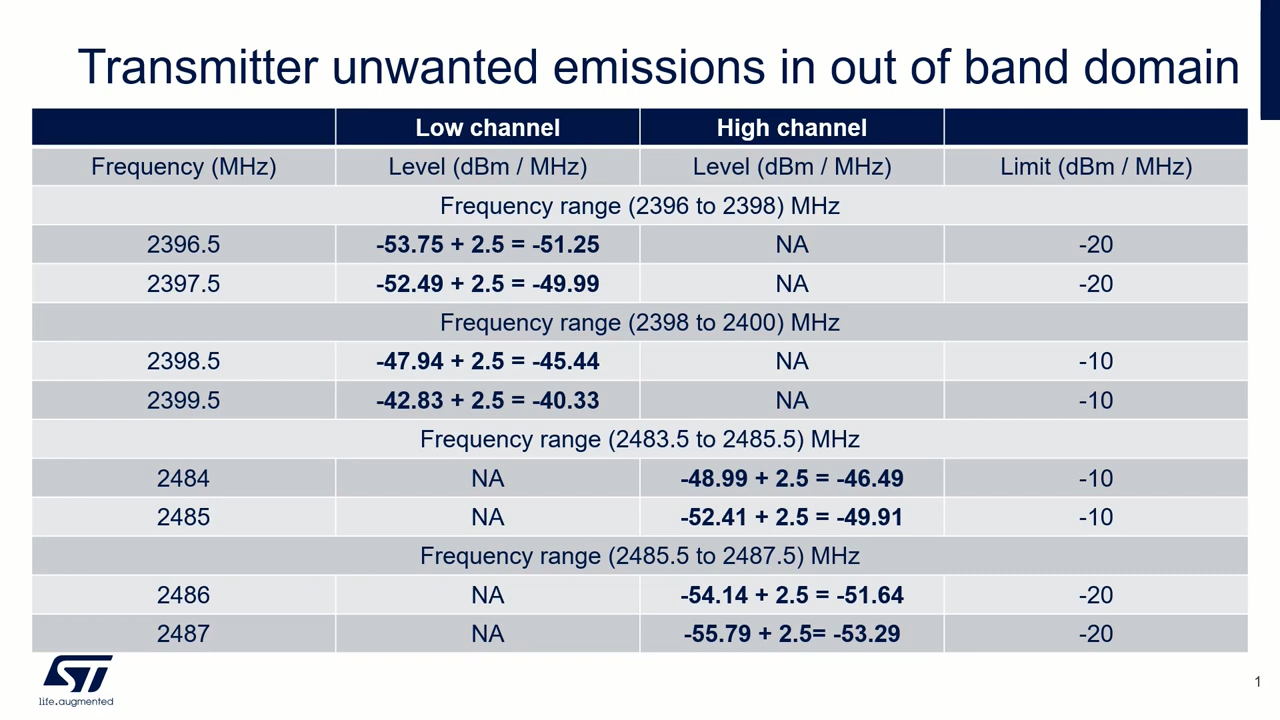 Transmitter unwanted emissions in out of band domain
Low channel High channel
Frequency (MHz) Level (dBm / MHz) Level (dBm / MHz) Limit (dBm / MHz)
Frequency range (2396 to 2398) MHz
2396.5 -53.75 + 2.5 = -51.25 NA -20
2397.5 -52.49 + 2.5 = -49.99 NA -20
Frequency range (2398 to 2400) MHz
2398.5 -47.94 + 2.5 = -45.44 NA -10
2399.5 -42.83 + 2.5 = -40.33 NA -10
Frequency range (2483.5 to 2485.5) MHz
2484 NA -48.99 + 2.5 = -46.49 -10
2485 NA -52.41 + 2.5 = -49.91 -10
Frequency range (2485.5 to 2487.5) MHz
2486 NA -54.14 + 2.5 = -51.64 -20
2487 NA -55.79 + 2.5= -53.29 -20
ST
life.augmented
1